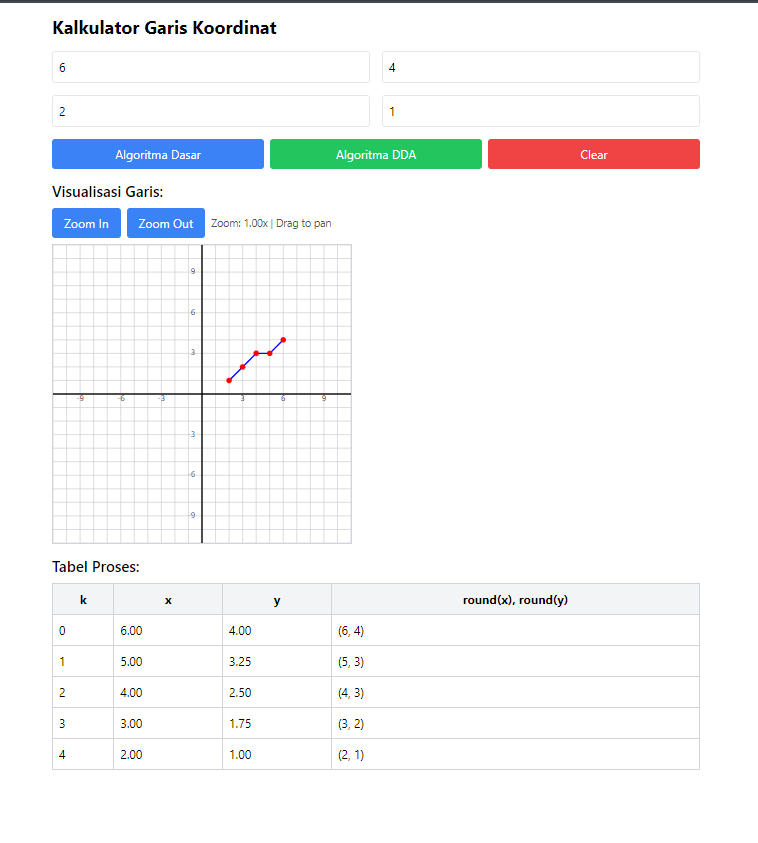 Kalkulator Garis Koordinat
6 4
2 1
Algoritma Dasar Algoritma DDA Clear
Visualisasi Garis:
Zoom In Zoom Out Zoom: 1.00x | Drag to pan
9
6
3
-9 -6 -3 3 6 9
-3
-6
-9
Tabel Proses:
k x y round(x), round(y)
0 6.00 4.00 (6, 4)
1 5.00 3.25 (5, 3)
2 4.00 2.50 (4, 3)
3 3.00 1.75 (3, 2)
4 2.00 1.00 (2, 1)